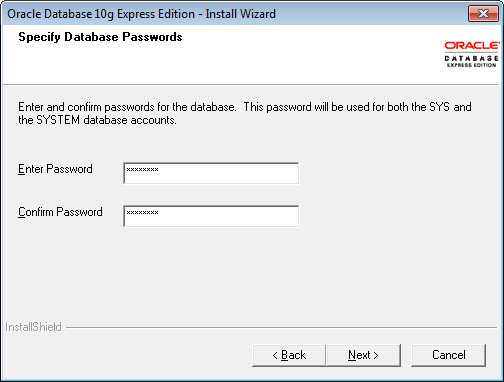 Oracle Database 10g Express Edition - Install Wizard
Specify Database Passwords
ORACLE
DATABASE
EXPRESS EDITION
Enter and confirm passwords for the database. This password will be used for both the SYS and
the SYSTEM database accounts.
Enter Password
xxxxxxxx
Confirm Password
xxxxxxxx
InstallShield
< Back
Next >
Cancel